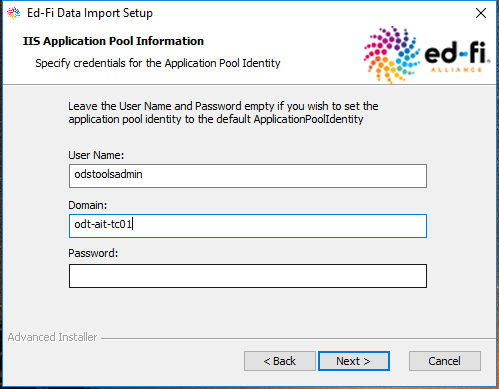 Ed-Fi Data Import Setup
IIS Application Pool Information
Specify credentials for the Application Pool Identity
ed-fi
ALLIANCE
Leave the User Name and Password empty if you wish to set the
application pool identity to the default ApplicationPoolIdentity
User Name:
odstoolsadmin
Domain:
odt-ait-tc01
Password:
Advanced Installer
< Back
Next >
Cancel